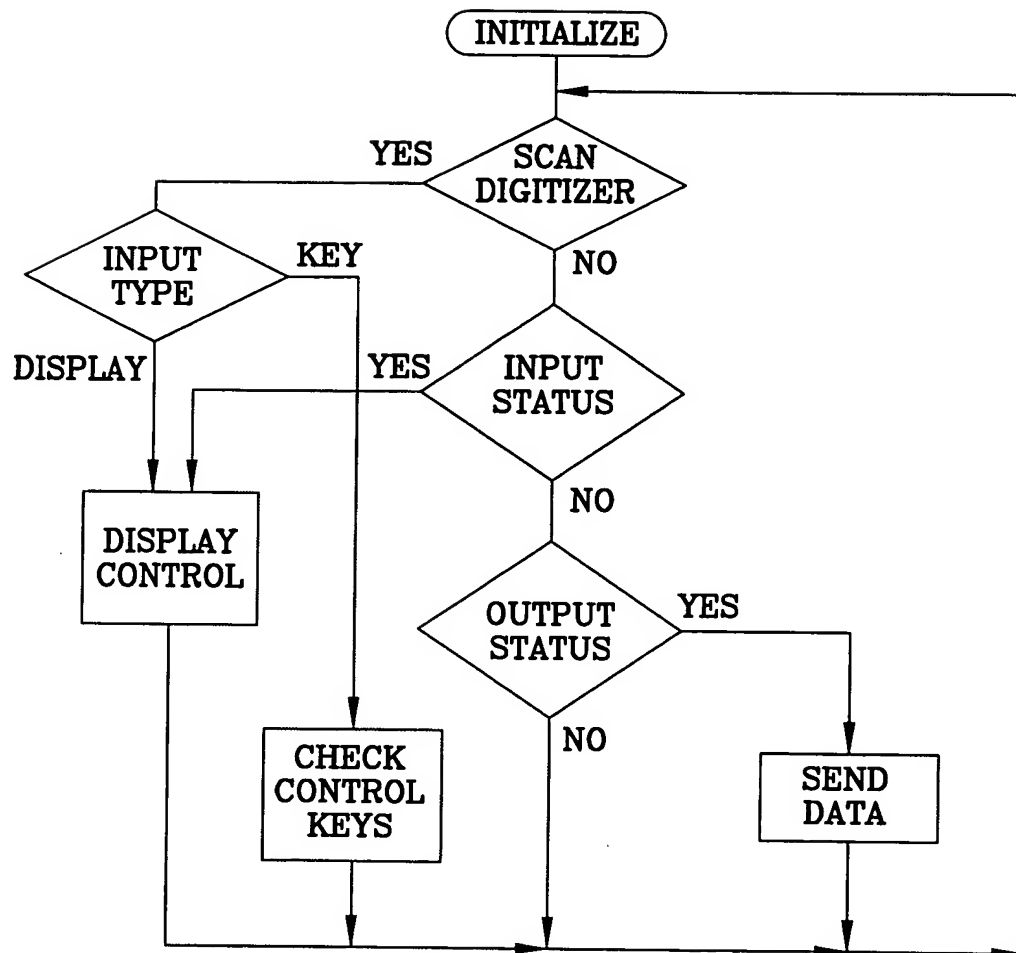 INITIALIZE
YES
SCAN
DIGITIZER
NO
INPUT
TYPE
KEY
DISPLAY
YES
INPUT
STATUS
NO
DISPLAY
CONTROL
OUTPUT
STATUS
YES
NO
CHECK
CONTROL
KEYS
SEND
DATA